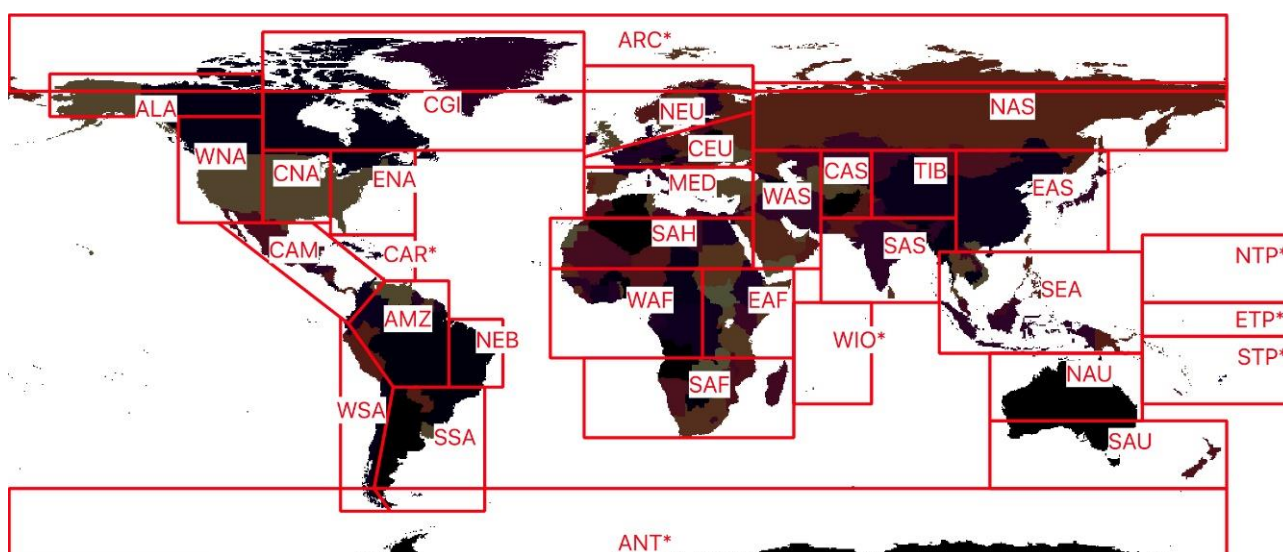 ARC*
ALA
CGI
NEU
NAS
WNA
CNA
ENA
CEU
MED
WAS
CAS
TIB
EAS
CAM
CAR*
SAH
SAS
NTP*
AMZ
NEB
WAF
EAF
WIO*
SEA
ETP*
STP*
WSA
SSA
SAF
NAU
SAU
ANT*